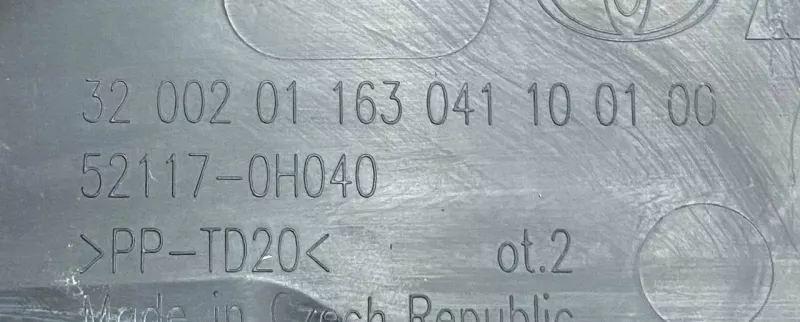 32 002 01 163 041 10 01 00
52117-0H040
>PP-TD20< ot.2
Made in Czech Republic